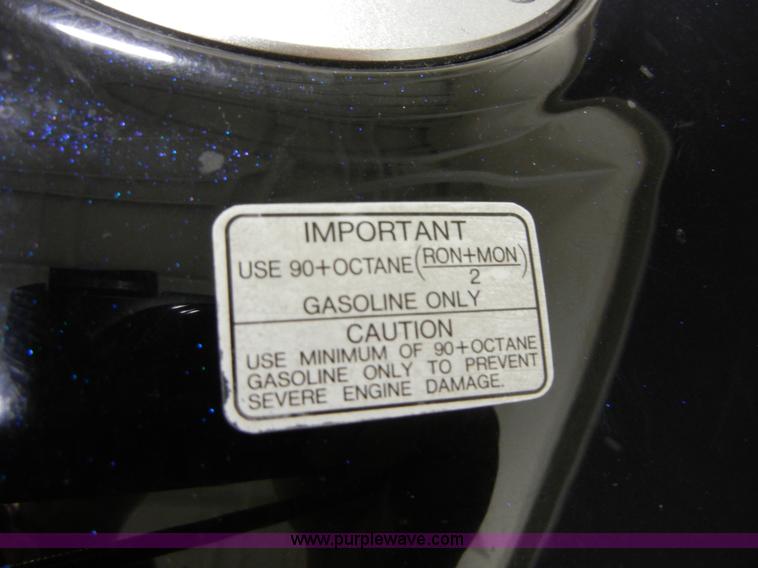 IMPORTANT
USE 90+OCTANE (RON+MON/2)
GASOLINE ONLY
CAUTION
USE MINIMUM OF 90+OCTANE
GASOLINE ONLY TO PREVENT
SEVERE ENGINE DAMAGE.
www.purplewave.com